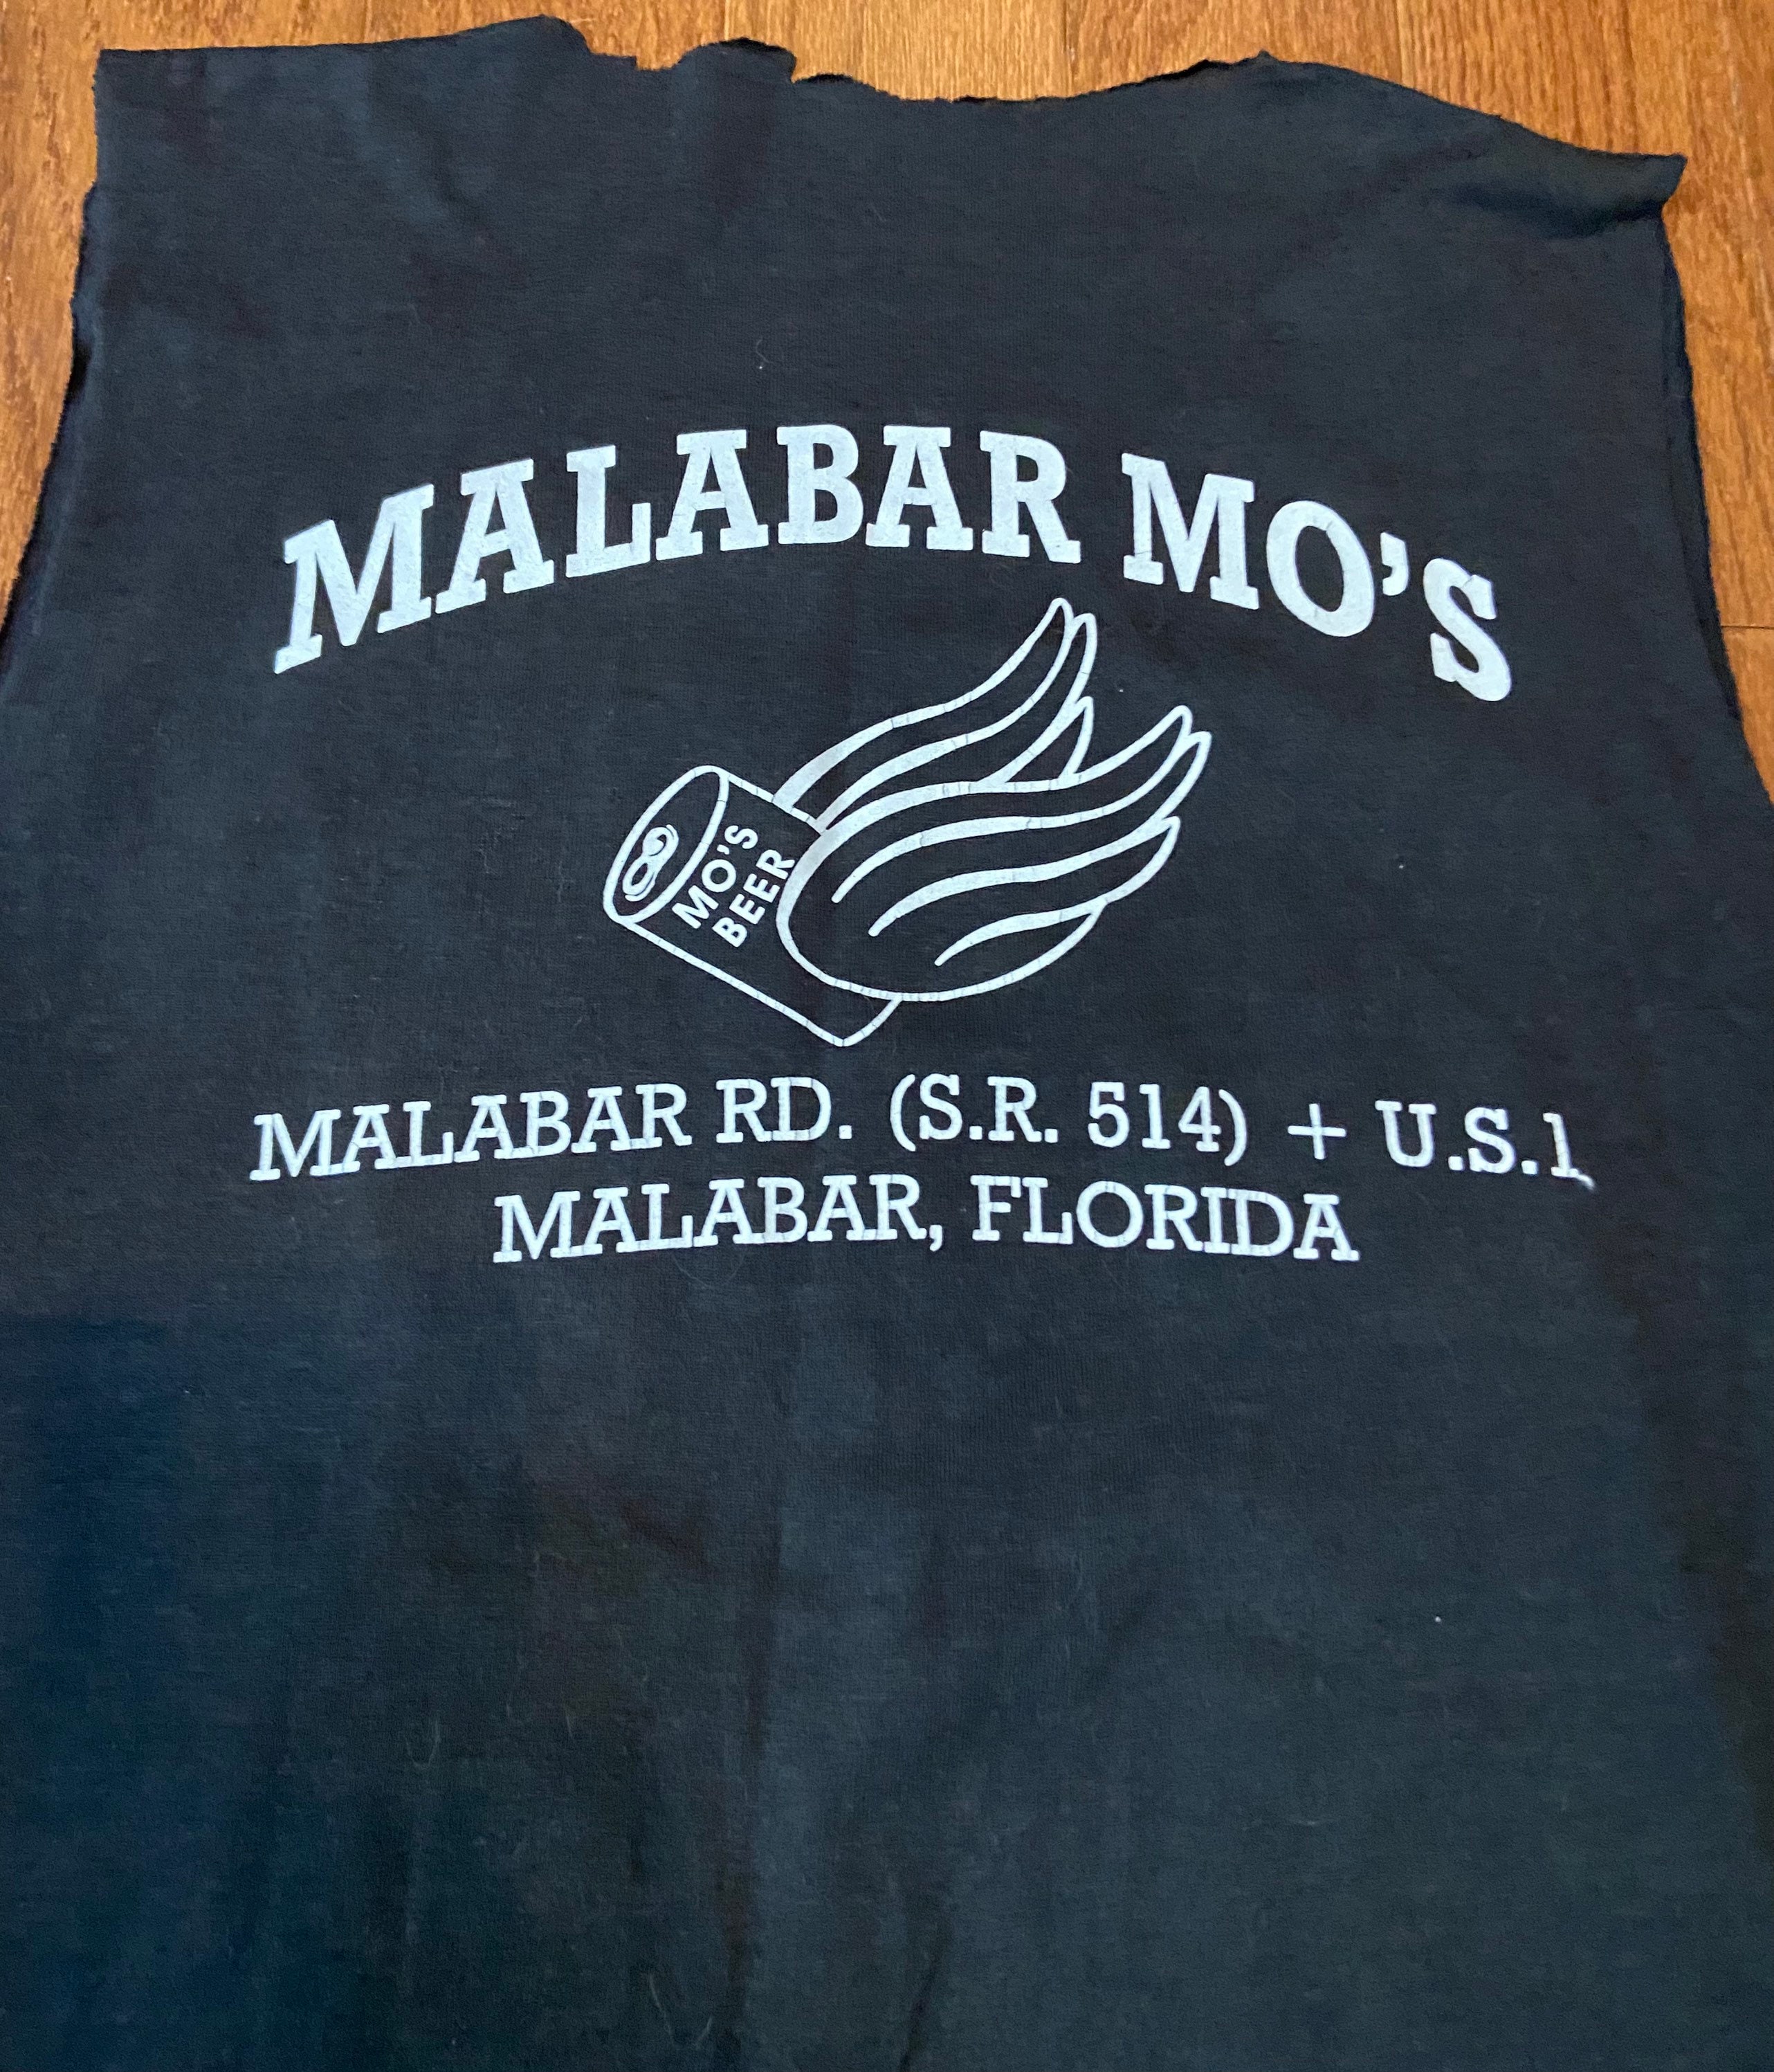 MALABAR MO'S
MO'S
BEER
MALABAR RD. (S.R. 514) + U.S.1
MALABAR, FLORIDA